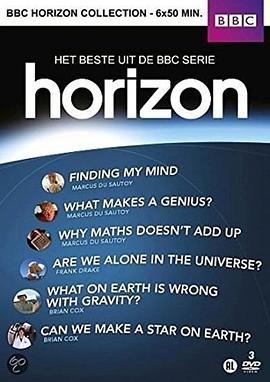 BBC HORIZON COLLECTION - 6x50 MIN.
BBC
HET BESTE UIT DE BBC SERIE
horizon
FINDING MY MIND
MARCUS DU SAUTOY
WHAT MAKES A GENIUS?
MARCUS DU SAUTOY
WHY MATHS DOESN'T ADD UP
MARCUS DU SAUTOY
ARE WE ALONE IN THE UNIVERSE?
FRANK DRAKE
WHAT ON EARTH IS WRONG
WITH GRAVITY?
BRIAN COX
CAN WE MAKE A STAR ON EARTH?
BRIAN COX
AL
3
DVD